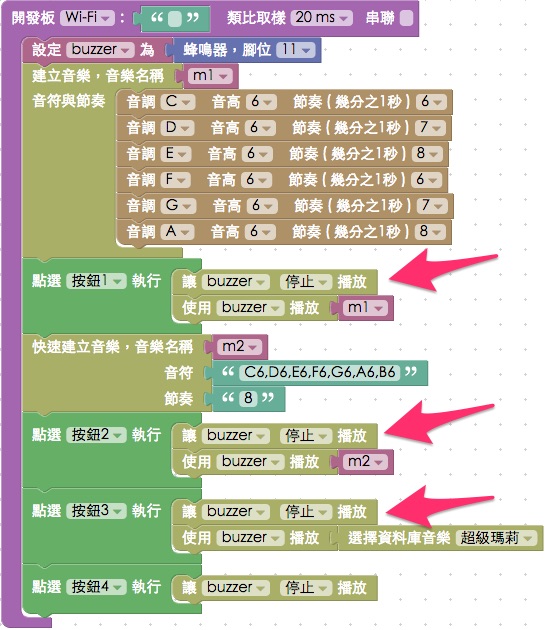 開發板 Wi-Fi : “ ” 類比取樣 20 ms 串聯
設定 buzzer 為 蜂鳴器，腳位 11
建立音樂，音樂名稱 m1
音符與節奏 音調 C 音高 6 節奏 ( 幾分之1秒 ) 6
音調 D 音高 6 節奏 ( 幾分之1秒 ) 7
音調 E 音高 6 節奏 ( 幾分之1秒 ) 8
音調 F 音高 6 節奏 ( 幾分之1秒 ) 6
音調 G 音高 6 節奏 ( 幾分之1秒 ) 7
音調 A 音高 6 節奏 ( 幾分之1秒 ) 8
點選 按鈕1 執行 讓 buzzer 停止 播放
使用 buzzer 播放 m1
快速建立音樂，音樂名稱 m2
音符 “ C6,D6,E6,F6,G6,A6,B6 ”
節奏 “ 8 ”
點選 按鈕2 執行 讓 buzzer 停止 播放
使用 buzzer 播放 m2
點選 按鈕3 執行 讓 buzzer 停止 播放
使用 buzzer 播放 選擇資料庫音樂 超級瑪莉
點選 按鈕4 執行 讓 buzzer 停止 播放